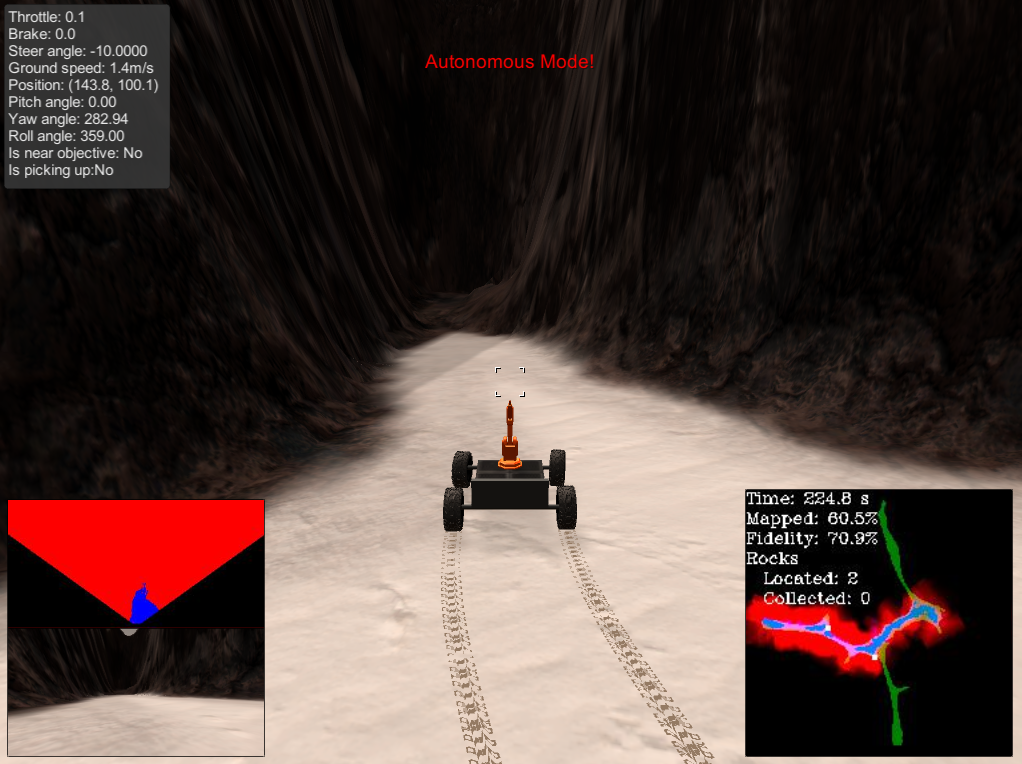 Throttle: 0.1
Brake: 0.0
Steer angle: -10.0000
Ground speed: 1.4m/s
Position: (143.8, 100.1)
Pitch angle: 0.00
Yaw angle: 282.94
Roll angle: 359.00
Is near objective: No
Is picking up:No
Autonomous Mode!
Time: 224.8 s
Mapped: 60.5%
Fidelity: 70.9%
Rocks
Located: 2
Collected: 0